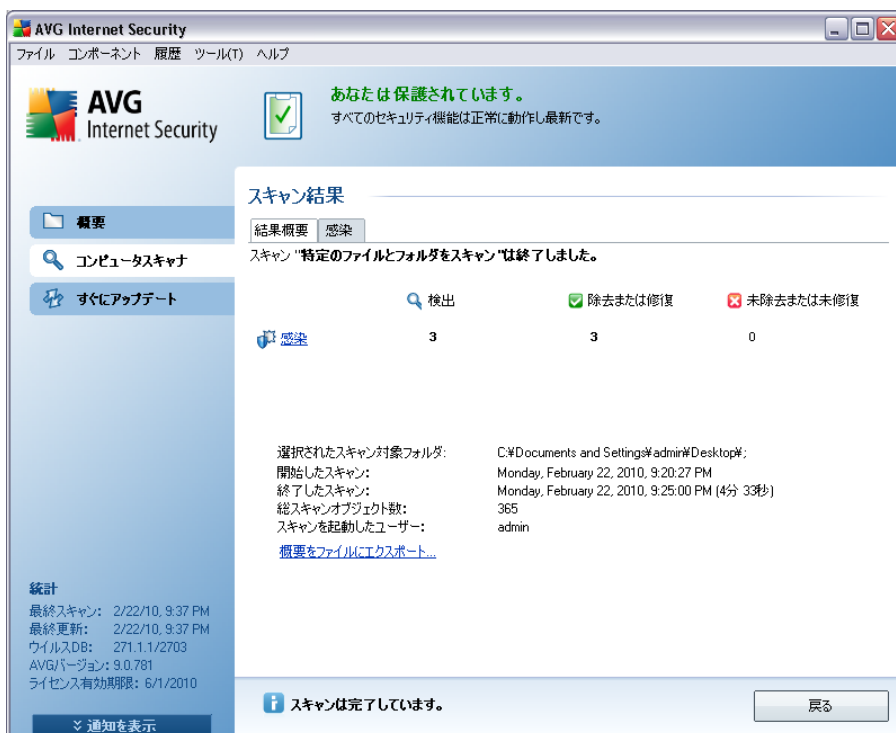 AVG Internet Security
ファイル コンポーネント 履歴 ツール(T) ヘルプ
AVG
Internet Security
あなたは保護されています。
すべてのセキュリティ機能は正常に動作し最新です。
概要
コンピュータスキャナ
すぐにアップデート
スキャン結果
結果概要 感染
スキャン "特定のファイルとフォルダをスキャン"は終了しました。
検出 除去または修復 未除去または未修復
感染 3 3 0
選択されたスキャン対象フォルダ: C:¥Documents and Settings¥admin¥Desktop¥;
開始したスキャン: Monday, February 22, 2010, 9:20:27 PM
終了したスキャン: Monday, February 22, 2010, 9:25:00 PM (4分 33秒)
総スキャンオブジェクト数: 365
スキャンを起動したユーザー: admin
概要をファイルにエクスポート...
統計
最終スキャン: 2/22/10, 9:37 PM
最終更新: 2/22/10, 9:37 PM
ウイルスDB: 271.1.1/2703
AVGバージョン: 9.0.781
ライセンス有効期限: 6/1/2010
通知を表示
スキャンは完了しています。
戻る